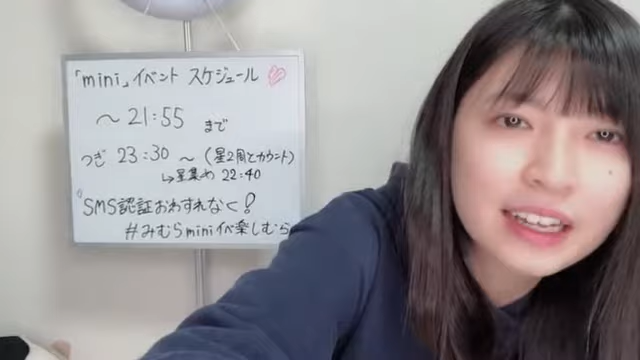 「mini」イベント スケジュール
～21:55 まで
つぎ 23:30～(星2周とカウント)
↳星集め 22:40
SMS認証おわすれなく!
#みむらminiイベ楽しむら